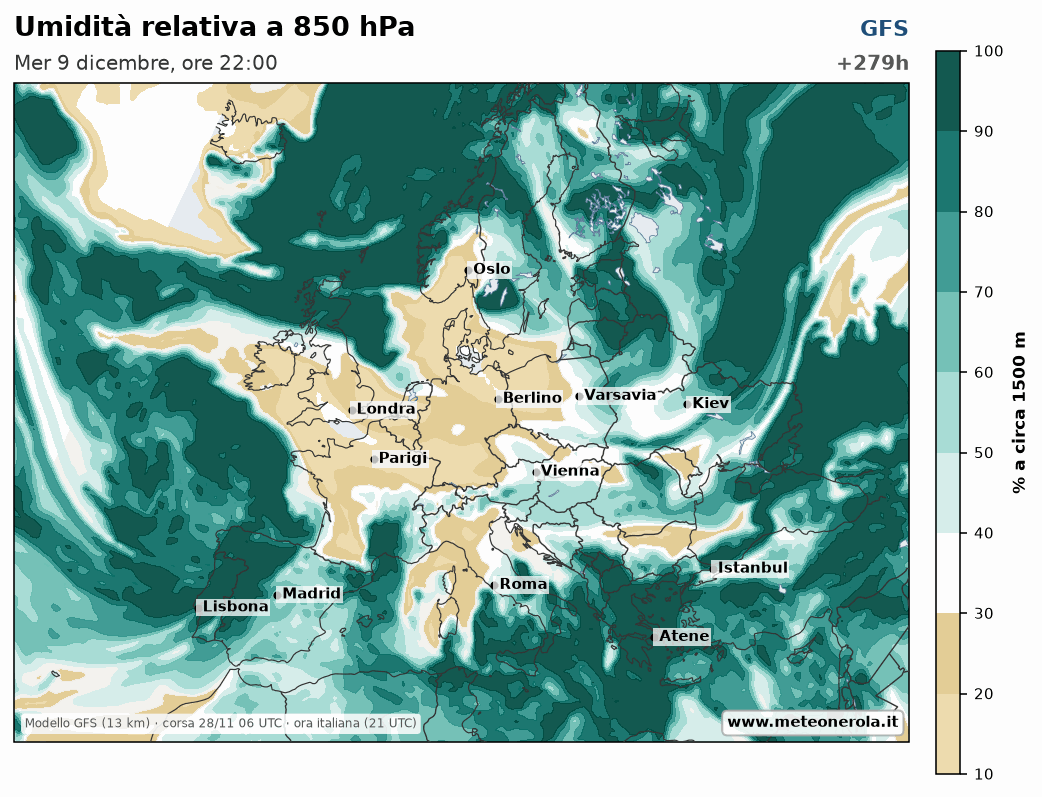 Umidità relativa a 850 hPa
GFS
Mer 9 dicembre, ore 22:00
+279h
100
90
80
70
60
50
40
30
20
10
% a circa 1500 m
Oslo
Berlino
Varsavia
Kiev
Londra
Parigi
Vienna
Istanbul
Roma
Madrid
Lisbona
Atene
Modello GFS (13 km) · corsa 28/11 06 UTC · ora italiana (21 UTC)
www.meteonerola.it